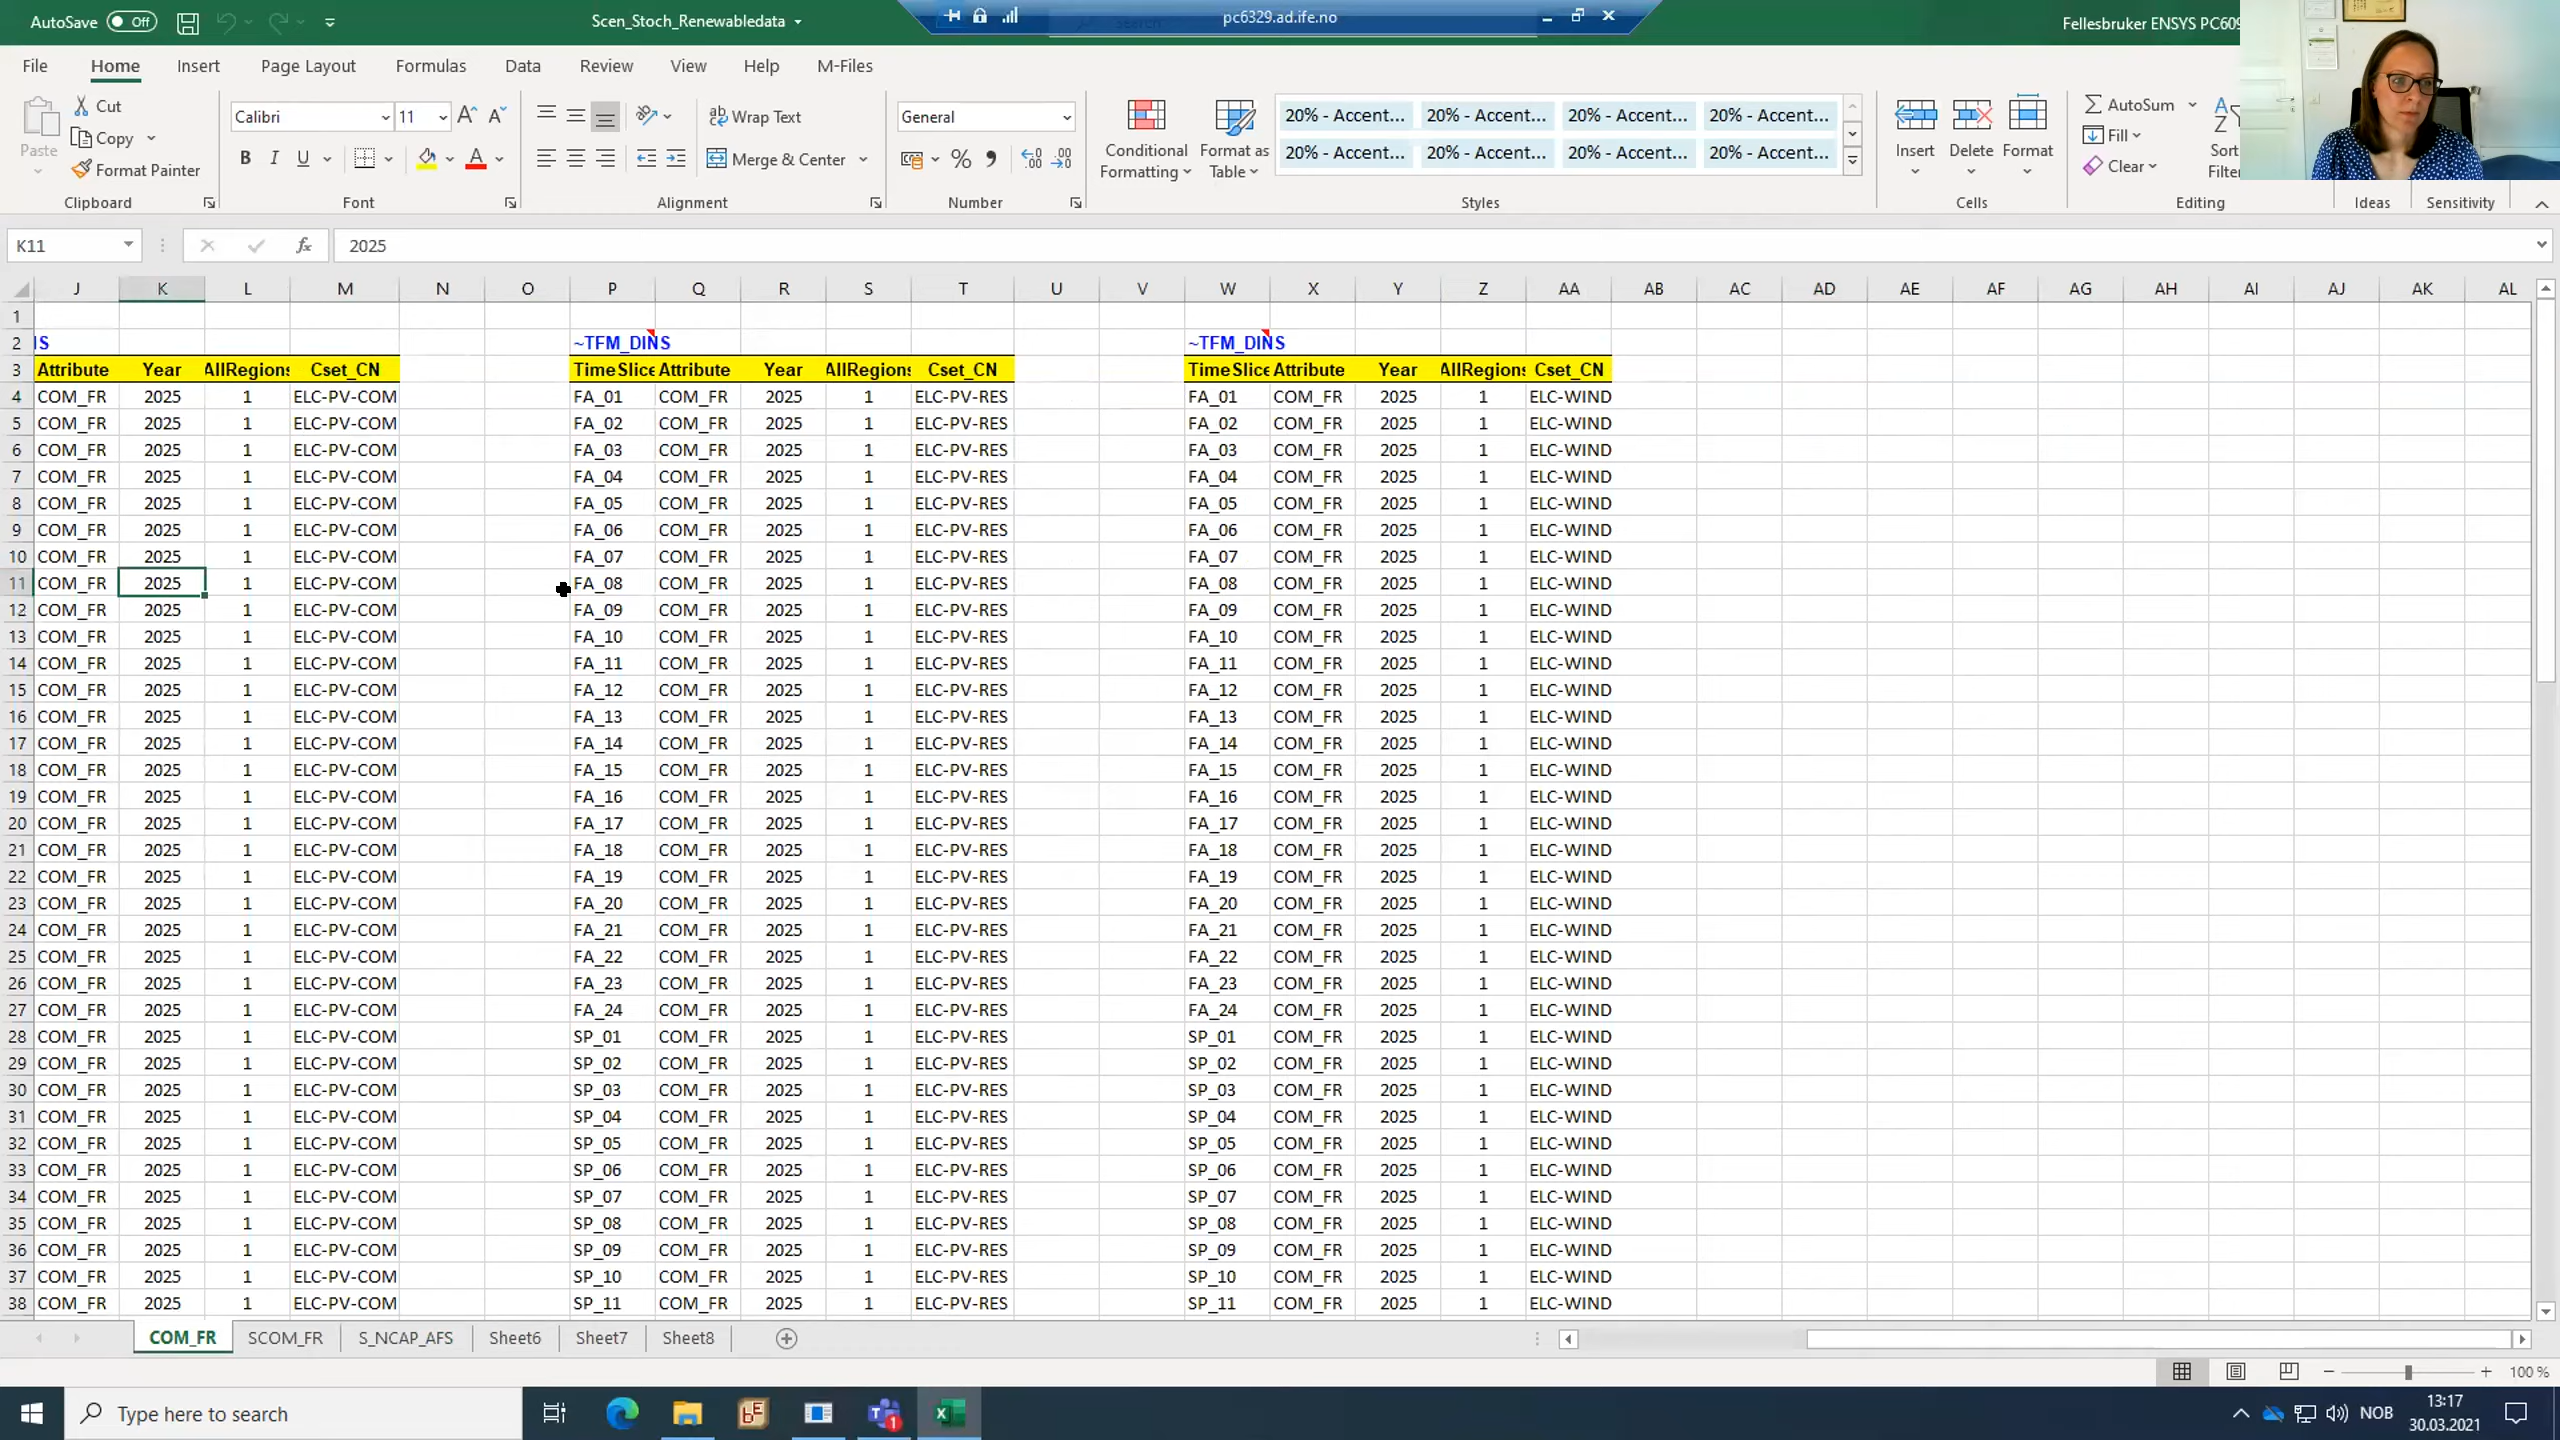 AutoSave Off Scen_Stoch_Renewabledata pc6329.ad.ife.no Fellesbruker ENSYS PC609
File Home Insert Page Layout Formulas Data Review View Help M-Files
Cut Calibri 11 Wrap Text General 20% - Accent... 20% - Accent... 20% - Accent... 20% - Accent... AutoSum
Copy Fill
Paste Format Painter B I U Merge & Center Conditional Formatting Format as Table 20% - Accent... 20% - Accent... 20% - Accent... 20% - Accent... Insert Delete Format Clear Sort Filter
Clipboard Font Alignment Number Styles Cells Editing Ideas Sensitivity
K11 fx 2025
J K L M N O P Q R S T U V W X Y Z AA AB AC AD AE AF AG AH AI AJ AK AL
1
2 IS ~TFM_DINS ~TFM_DINS
3 Attribute Year AllRegions Cset_CN TimeSlice Attribute Year AllRegions Cset_CN TimeSlice Attribute Year AllRegions Cset_CN
4 COM_FR 2025 1 ELC-PV-COM FA_01 COM_FR 2025 1 ELC-PV-RES FA_01 COM_FR 2025 1 ELC-WIND
5 COM_FR 2025 1 ELC-PV-COM FA_02 COM_FR 2025 1 ELC-PV-RES FA_02 COM_FR 2025 1 ELC-WIND
6 COM_FR 2025 1 ELC-PV-COM FA_03 COM_FR 2025 1 ELC-PV-RES FA_03 COM_FR 2025 1 ELC-WIND
7 COM_FR 2025 1 ELC-PV-COM FA_04 COM_FR 2025 1 ELC-PV-RES FA_04 COM_FR 2025 1 ELC-WIND
8 COM_FR 2025 1 ELC-PV-COM FA_05 COM_FR 2025 1 ELC-PV-RES FA_05 COM_FR 2025 1 ELC-WIND
9 COM_FR 2025 1 ELC-PV-COM FA_06 COM_FR 2025 1 ELC-PV-RES FA_06 COM_FR 2025 1 ELC-WIND
10 COM_FR 2025 1 ELC-PV-COM FA_07 COM_FR 2025 1 ELC-PV-RES FA_07 COM_FR 2025 1 ELC-WIND
11 COM_FR 2025 1 ELC-PV-COM FA_08 COM_FR 2025 1 ELC-PV-RES FA_08 COM_FR 2025 1 ELC-WIND
12 COM_FR 2025 1 ELC-PV-COM FA_09 COM_FR 2025 1 ELC-PV-RES FA_09 COM_FR 2025 1 ELC-WIND
13 COM_FR 2025 1 ELC-PV-COM FA_10 COM_FR 2025 1 ELC-PV-RES FA_10 COM_FR 2025 1 ELC-WIND
14 COM_FR 2025 1 ELC-PV-COM FA_11 COM_FR 2025 1 ELC-PV-RES FA_11 COM_FR 2025 1 ELC-WIND
15 COM_FR 2025 1 ELC-PV-COM FA_12 COM_FR 2025 1 ELC-PV-RES FA_12 COM_FR 2025 1 ELC-WIND
16 COM_FR 2025 1 ELC-PV-COM FA_13 COM_FR 2025 1 ELC-PV-RES FA_13 COM_FR 2025 1 ELC-WIND
17 COM_FR 2025 1 ELC-PV-COM FA_14 COM_FR 2025 1 ELC-PV-RES FA_14 COM_FR 2025 1 ELC-WIND
18 COM_FR 2025 1 ELC-PV-COM FA_15 COM_FR 2025 1 ELC-PV-RES FA_15 COM_FR 2025 1 ELC-WIND
19 COM_FR 2025 1 ELC-PV-COM FA_16 COM_FR 2025 1 ELC-PV-RES FA_16 COM_FR 2025 1 ELC-WIND
20 COM_FR 2025 1 ELC-PV-COM FA_17 COM_FR 2025 1 ELC-PV-RES FA_17 COM_FR 2025 1 ELC-WIND
21 COM_FR 2025 1 ELC-PV-COM FA_18 COM_FR 2025 1 ELC-PV-RES FA_18 COM_FR 2025 1 ELC-WIND
22 COM_FR 2025 1 ELC-PV-COM FA_19 COM_FR 2025 1 ELC-PV-RES FA_19 COM_FR 2025 1 ELC-WIND
23 COM_FR 2025 1 ELC-PV-COM FA_20 COM_FR 2025 1 ELC-PV-RES FA_20 COM_FR 2025 1 ELC-WIND
24 COM_FR 2025 1 ELC-PV-COM FA_21 COM_FR 2025 1 ELC-PV-RES FA_21 COM_FR 2025 1 ELC-WIND
25 COM_FR 2025 1 ELC-PV-COM FA_22 COM_FR 2025 1 ELC-PV-RES FA_22 COM_FR 2025 1 ELC-WIND
26 COM_FR 2025 1 ELC-PV-COM FA_23 COM_FR 2025 1 ELC-PV-RES FA_23 COM_FR 2025 1 ELC-WIND
27 COM_FR 2025 1 ELC-PV-COM FA_24 COM_FR 2025 1 ELC-PV-RES FA_24 COM_FR 2025 1 ELC-WIND
28 COM_FR 2025 1 ELC-PV-COM SP_01 COM_FR 2025 1 ELC-PV-RES SP_01 COM_FR 2025 1 ELC-WIND
29 COM_FR 2025 1 ELC-PV-COM SP_02 COM_FR 2025 1 ELC-PV-RES SP_02 COM_FR 2025 1 ELC-WIND
30 COM_FR 2025 1 ELC-PV-COM SP_03 COM_FR 2025 1 ELC-PV-RES SP_03 COM_FR 2025 1 ELC-WIND
31 COM_FR 2025 1 ELC-PV-COM SP_04 COM_FR 2025 1 ELC-PV-RES SP_04 COM_FR 2025 1 ELC-WIND
32 COM_FR 2025 1 ELC-PV-COM SP_05 COM_FR 2025 1 ELC-PV-RES SP_05 COM_FR 2025 1 ELC-WIND
33 COM_FR 2025 1 ELC-PV-COM SP_06 COM_FR 2025 1 ELC-PV-RES SP_06 COM_FR 2025 1 ELC-WIND
34 COM_FR 2025 1 ELC-PV-COM SP_07 COM_FR 2025 1 ELC-PV-RES SP_07 COM_FR 2025 1 ELC-WIND
35 COM_FR 2025 1 ELC-PV-COM SP_08 COM_FR 2025 1 ELC-PV-RES SP_08 COM_FR 2025 1 ELC-WIND
36 COM_FR 2025 1 ELC-PV-COM SP_09 COM_FR 2025 1 ELC-PV-RES SP_09 COM_FR 2025 1 ELC-WIND
37 COM_FR 2025 1 ELC-PV-COM SP_10 COM_FR 2025 1 ELC-PV-RES SP_10 COM_FR 2025 1 ELC-WIND
38 COM_FR 2025 1 ELC-PV-COM SP_11 COM_FR 2025 1 ELC-PV-RES SP_11 COM_FR 2025 1 ELC-WIND
COM_FR SCOM_FR S_NCAP_AFS Sheet6 Sheet7 Sheet8
100 %
Type here to search NOB 13:17
30.03.2021